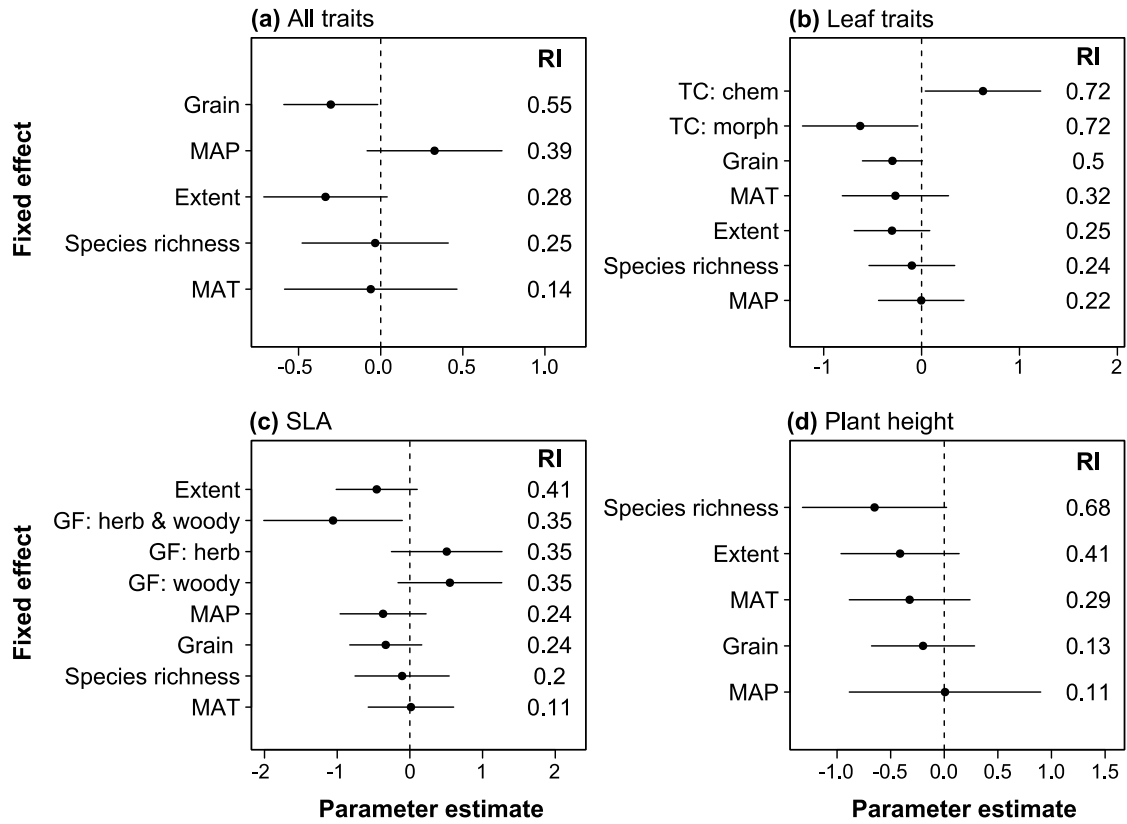 (a) All traits
RI
Grain 0.55
MAP 0.39
Extent 0.28
Species richness 0.25
MAT 0.14
-0.5 0.0 0.5 1.0
Fixed effect
(b) Leaf traits
RI
TC: chem 0.72
TC: morph 0.72
Grain 0.5
MAT 0.32
Extent 0.25
Species richness 0.24
MAP 0.22
-1 0 1 2
(c) SLA
RI
Extent 0.41
GF: herb & woody 0.35
GF: herb 0.35
GF: woody 0.35
MAP 0.24
Grain 0.24
Species richness 0.2
MAT 0.11
-2 -1 0 1 2
Fixed effect
Parameter estimate
(d) Plant height
RI
Species richness 0.68
Extent 0.41
MAT 0.29
Grain 0.13
MAP 0.11
-1.0 0.0 0.5 1.0 1.5
Parameter estimate